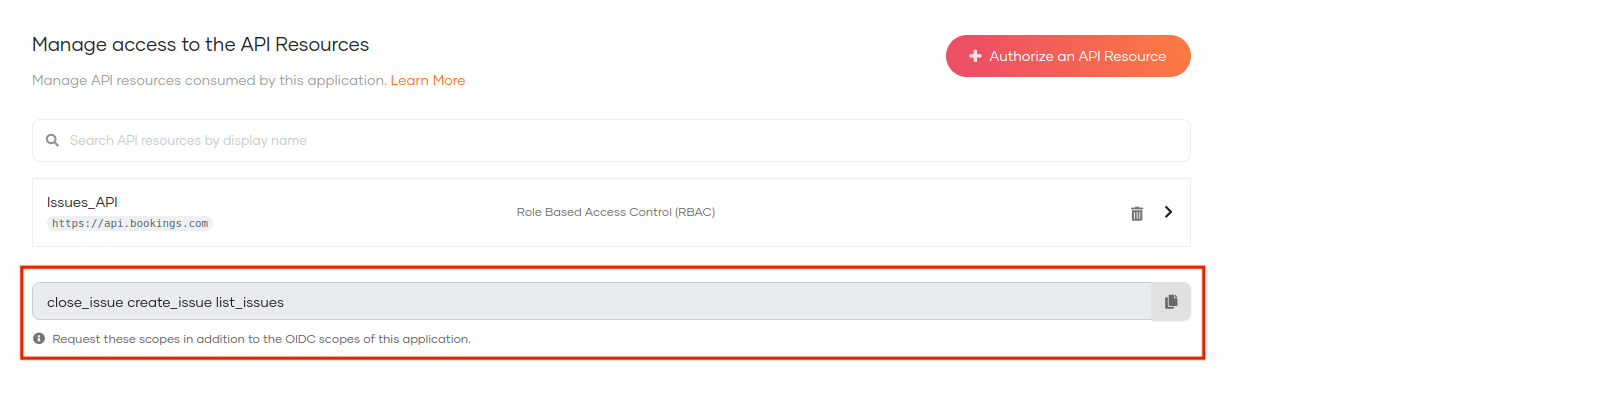 Manage access to the API Resources
Authorize an API Resource
Manage API resources consumed by this application. Learn More
Search API resources by display name
Issues_API
https://api.bookings.com
Role Based Access Control (RBAC)
close_issue create_issue list_issues
Request these scopes in addition to the OIDC scopes of this application.